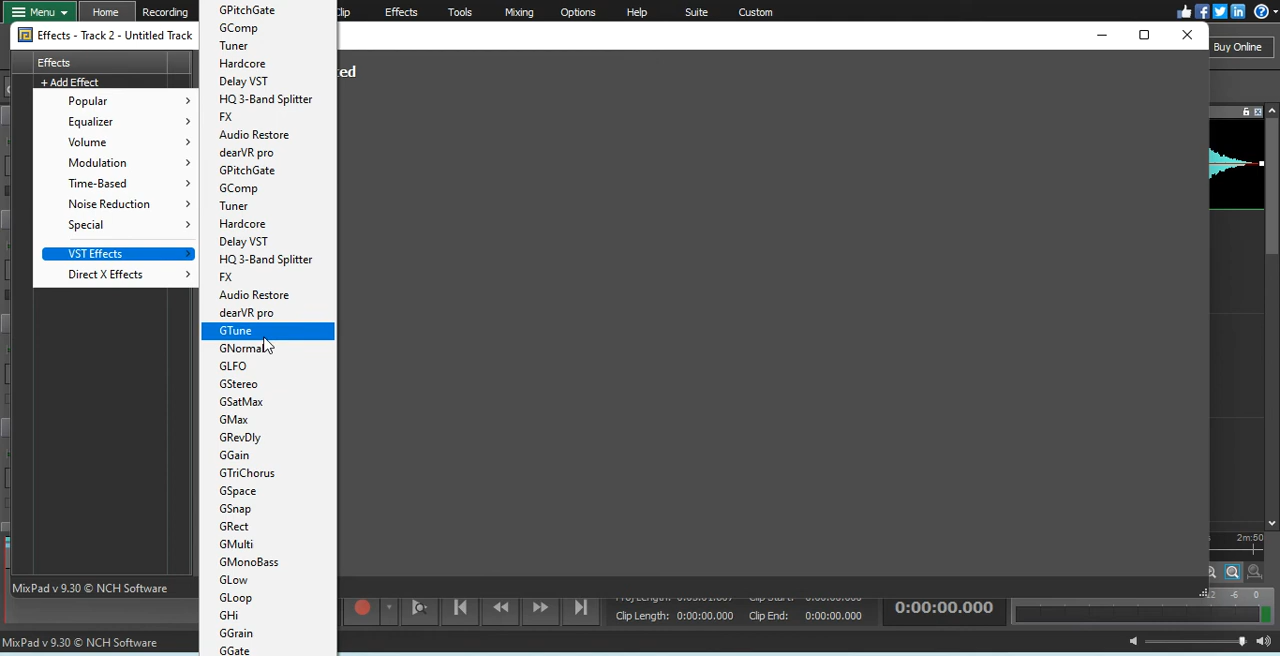 Menu
Home
Recording
Clip
Effects
Tools
Mixing
Options
Help
Suite
Custom
Effects - Track 2 - Untitled Track
Buy Online
Effects
+ Add Effect
Popular
Equalizer
Volume
Modulation
Time-Based
Noise Reduction
Special
VST Effects
Direct X Effects
GPitchGate
GComp
Tuner
Hardcore
Delay VST
HQ 3-Band Splitter
FX
Audio Restore
dearVR pro
GPitchGate
GComp
Tuner
Hardcore
Delay VST
HQ 3-Band Splitter
FX
Audio Restore
dearVR pro
GTune
GNormal
GLFO
GStereo
GSatMax
GMax
GRevDly
GGain
GTriChorus
GSpace
GSnap
GRect
GMulti
GMonoBass
GLow
GLoop
GHi
GGrain
GGate
2m:50
MixPad v 9.30 © NCH Software
Clip Length: 0:00:00.000
Clip End: 0:00:00.000
0:00:00.000
-6 0
MixPad v 9.30 © NCH Software